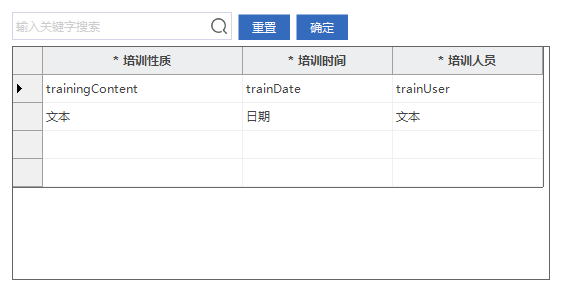 输入关键字搜索 重置 确定
* 培训性质 * 培训时间 * 培训人员
trainingContent trainDate trainUser
文本 日期 文本